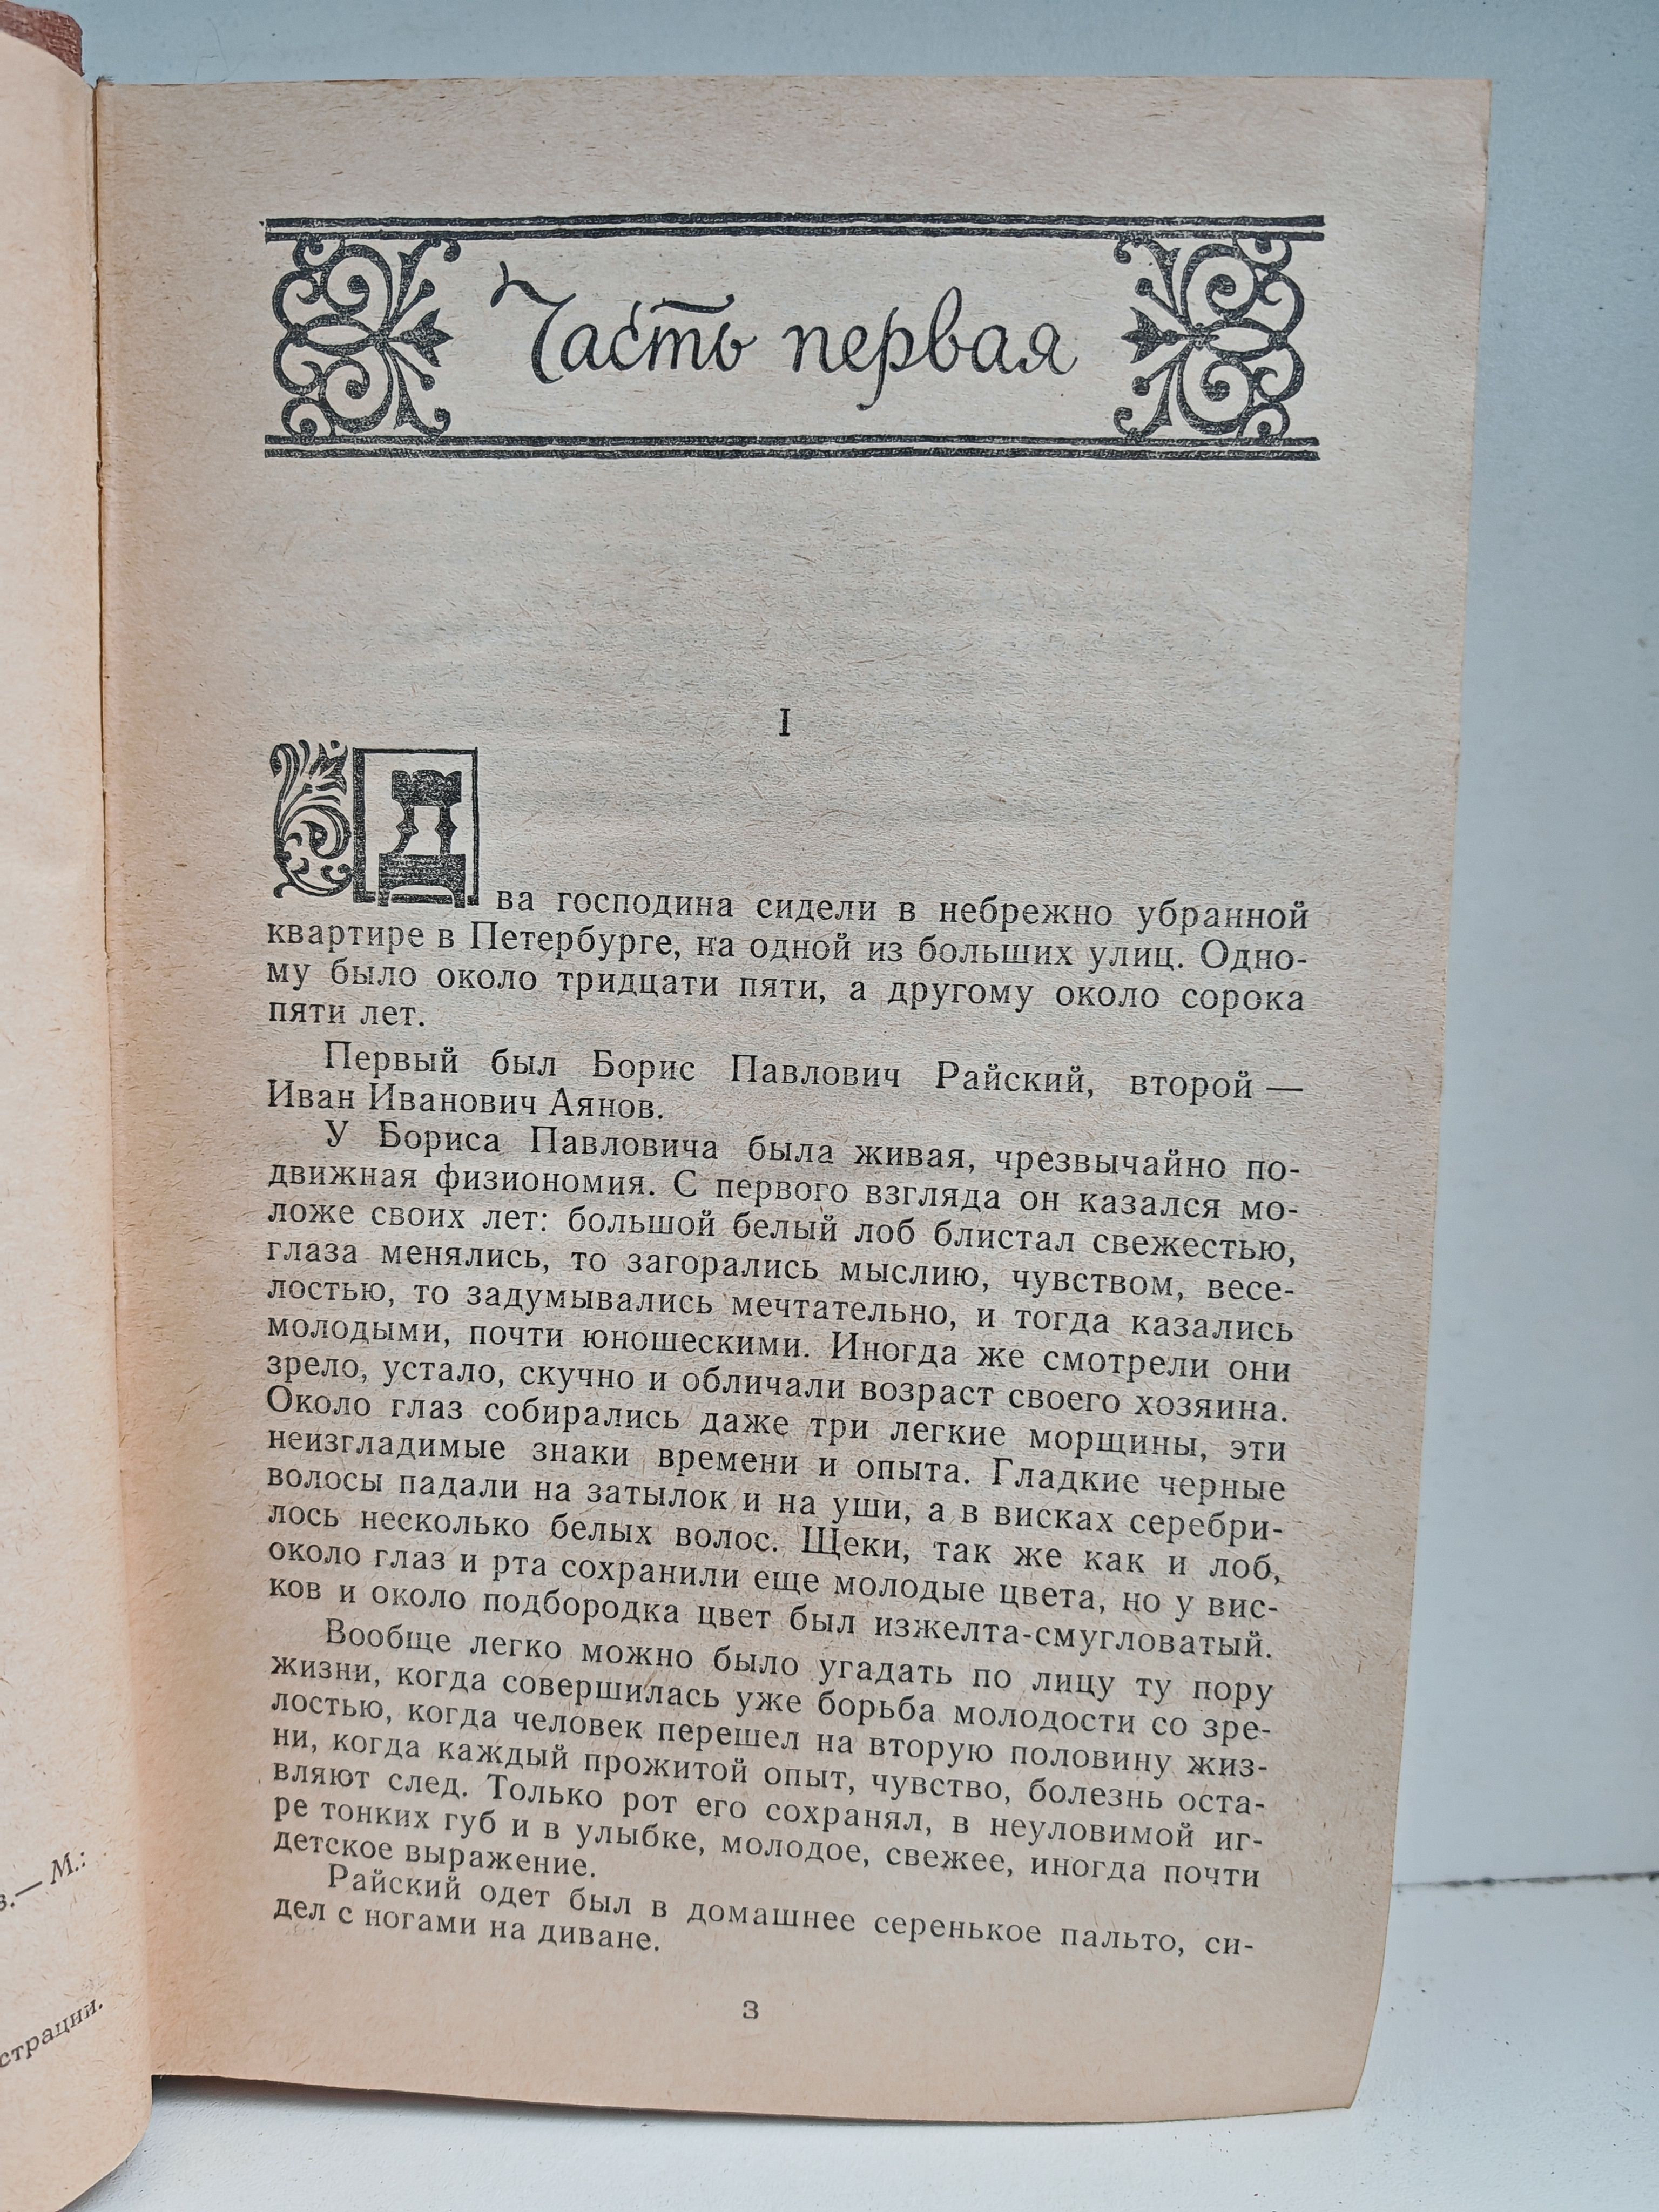 Часть первая
I
Два господина сидели в небрежно убранной
квартире в Петербурге, на одной из больших улиц. Одно-
му было около тридцати пяти, а другому около сорока
пяти лет.
Первый был Борис Павлович Райский, второй —
Иван Иванович Аянов.
У Бориса Павловича была живая, чрезвычайно по-
движная физиономия. С первого взгляда он казался мо-
ложе своих лет: большой белый лоб блистал свежестью,
глаза менялись, то загорались мыслию, чувством, весе-
лостью, то задумывались мечтательно, и тогда казались
молодыми, почти юношескими. Иногда же смотрели они
зрело, устало, скучно и обличали возраст своего хозяина.
Около глаз собирались даже три легкие морщины, эти
неизгладимые знаки времени и опыта. Гладкие черные
волосы падали на затылок и на уши, а в висках серебри-
лось несколько белых волос. Щеки, так же как и лоб,
около глаз и рта сохранили еще молодые цвета, но у вис-
ков и около подбородка цвет был изжелта-смугловатый.
Вообще легко можно было угадать по лицу ту пору
жизни, когда совершилась уже борьба молодости со зре-
лостью, когда человек перешел на вторую половину жиз-
ни, когда каждый прожитой опыт, чувство, болезнь оста-
вляют след. Только рот его сохранял, в неуловимой иг-
ре тонких губ и в улыбке, молодое, свежее, иногда почти
детское выражение.
Райский одет был в домашнее серенькое пальто, си-
дел с ногами на диване.
3
— М.: